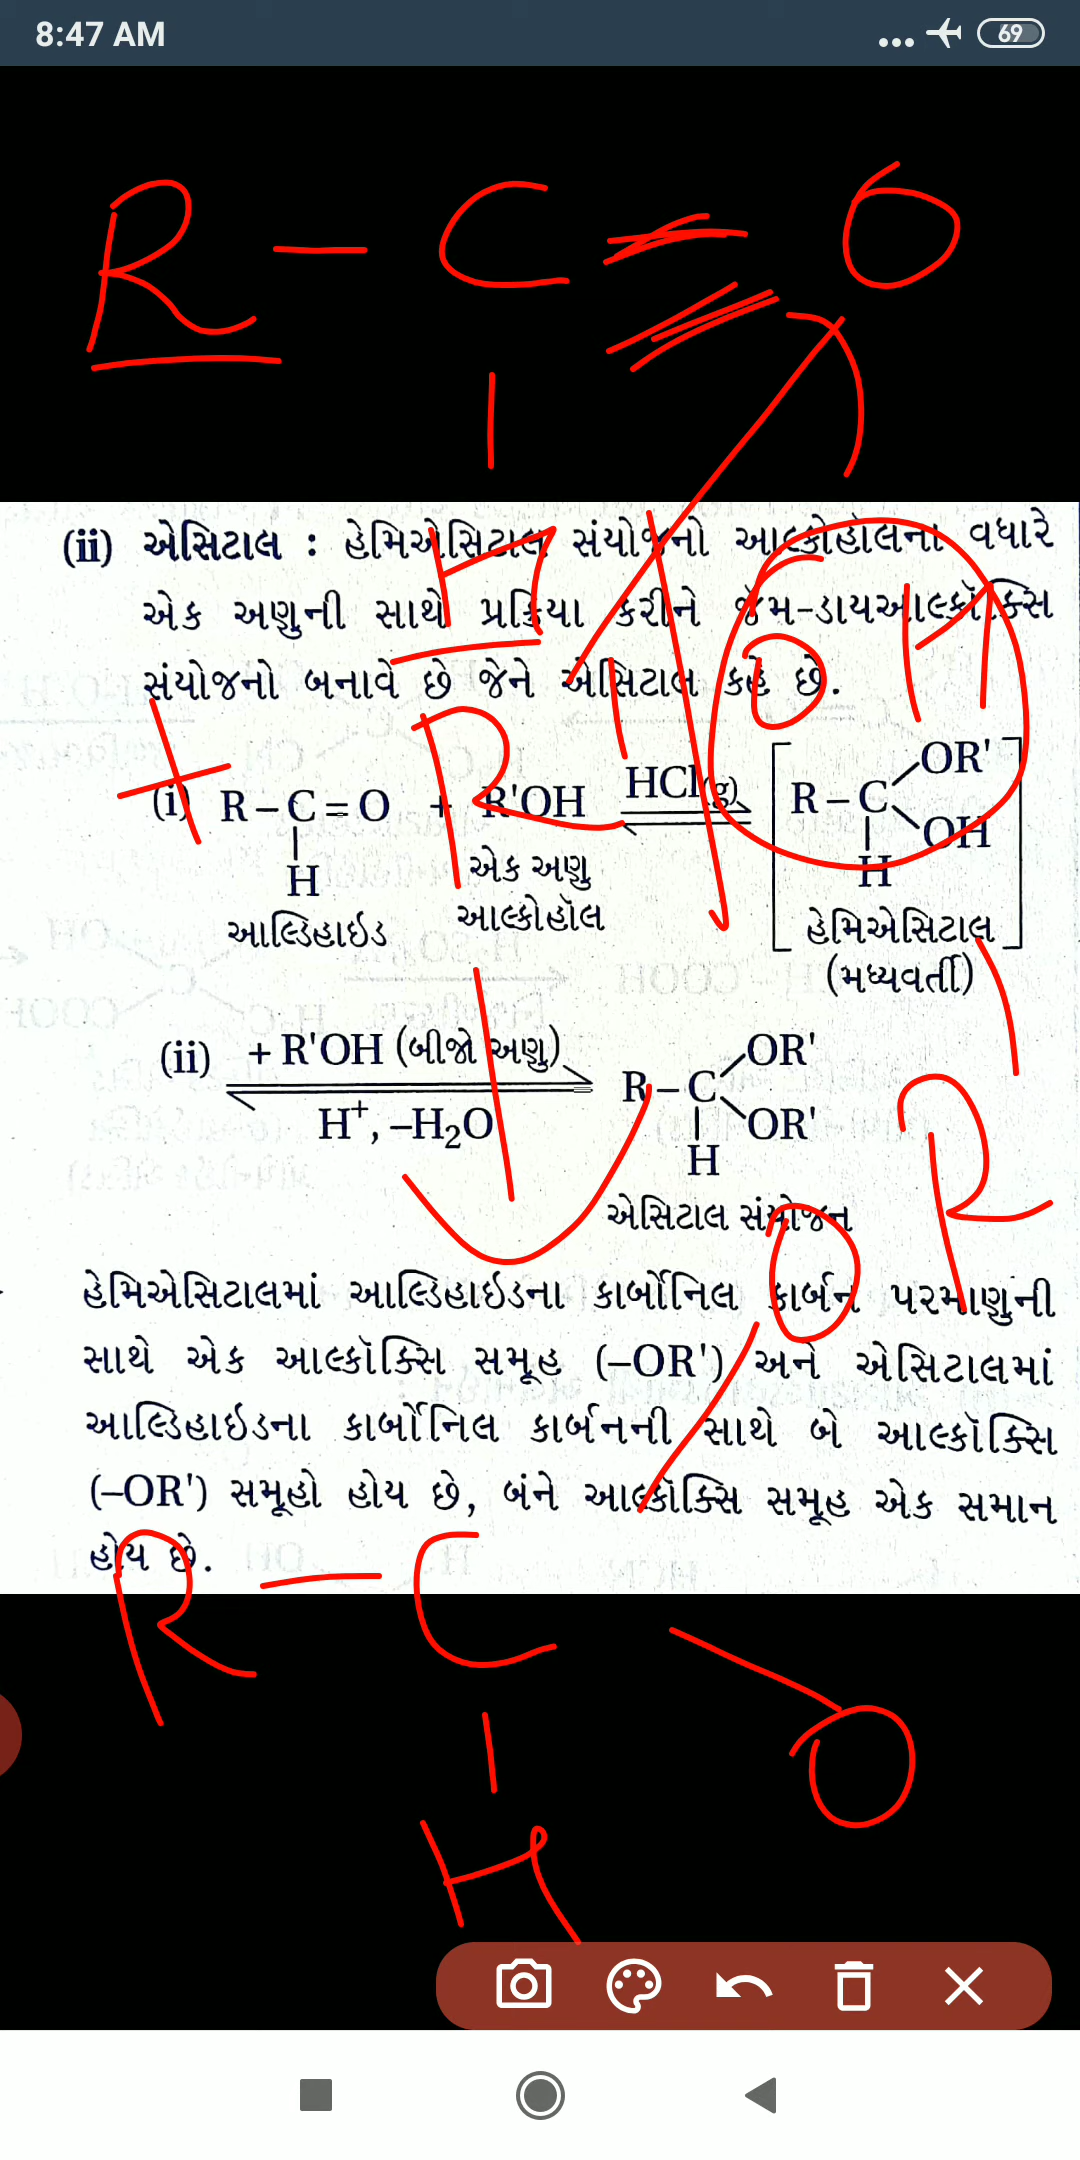 8:47 AM
69
R – C = O
(ii) એસિટાલ : હેમિએસિટાલ સંયોજનો આલ્કોહૉલના વધારે
એક અણુની સાથે પ્રક્રિયા કરીને જેમ-ડાયઆલ્કૉક્સિ
સંયોજનો બનાવે છે જેને એસિટાલ કહે છે.
H
+ R' OH
(i) R – C = O + R'OH HCl(g) R – C OR'
OH
H
H
એક અણુ
આલ્ડિહાઇડ
આલ્કોહૉલ
હેમિએસિટાલ
(મધ્યવર્તી)
(ii) + R'OH (બીજો અણુ) R – C OR'
H⁺, –H₂O
OR'
H
એસિટાલ સંયોજન
O R
હેમિએસિટાલમાં આલ્ડિહાઇડના કાર્બોનિલ કાર્બન પરમાણુની
સાથે એક આલ્કૉક્સિ સમૂહ (–OR') અને એસિટાલમાં
આલ્ડિહાઇડના કાર્બોનિલ કાર્બનની સાથે બે આલ્કૉક્સિ
(–OR') સમૂહો હોય છે, બંને આલ્કૉક્સિ સમૂહ એક સમાન
હોય છે.
R – C
O
H